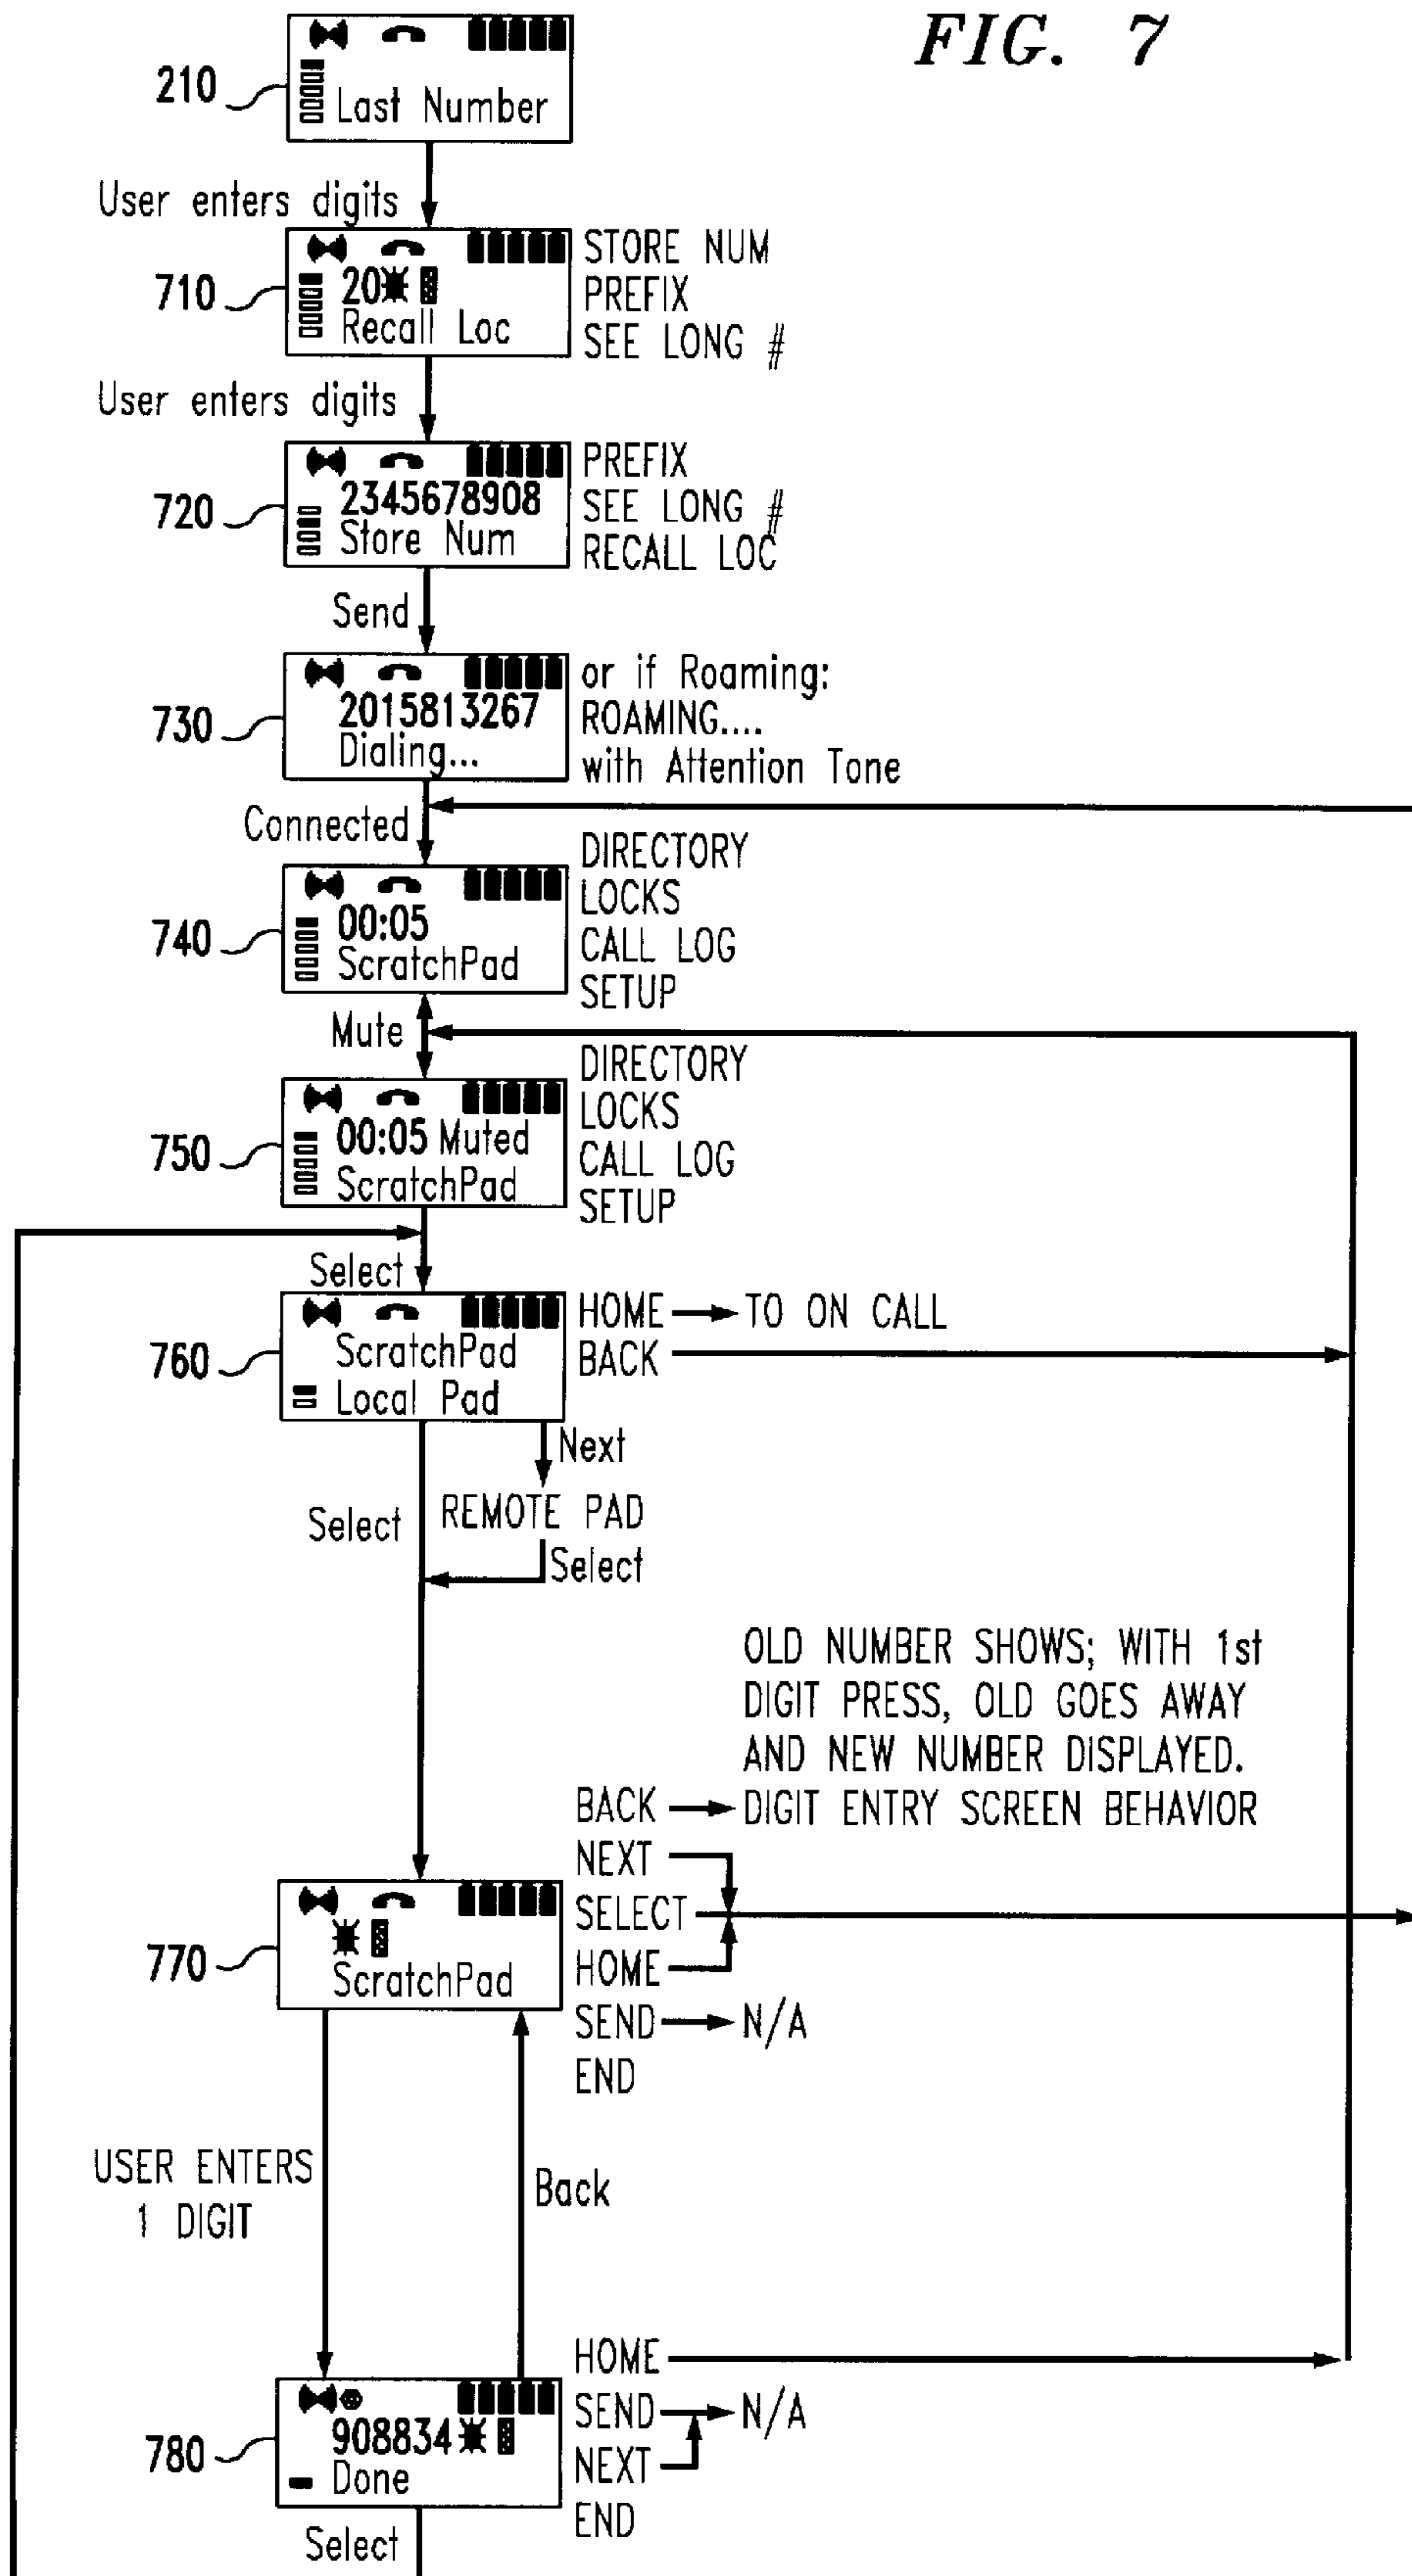 FIG. 7
210
Last Number
User enters digits
710
20
Recall Loc
STORE NUM
PREFIX
SEE LONG #
User enters digits
720
2345678908
Store Num
PREFIX
SEE LONG #
RECALL LOC
Send
730
2015813267
Dialing...
or if Roaming:
ROAMING....
with Attention Tone
Connected
740
00:05
ScratchPad
DIRECTORY
LOCKS
CALL LOG
SETUP
Mute
750
00:05 Muted
ScratchPad
DIRECTORY
LOCKS
CALL LOG
SETUP
Select
760
ScratchPad
Local Pad
HOME TO ON CALL
BACK
Next
Select
REMOTE PAD
Select
OLD NUMBER SHOWS; WITH 1st
DIGIT PRESS, OLD GOES AWAY
AND NEW NUMBER DISPLAYED.
BACK DIGIT ENTRY SCREEN BEHAVIOR
NEXT
SELECT
HOME
SEND N/A
END
770
ScratchPad
USER ENTERS
1 DIGIT
Back
780
908834
Done
HOME
SEND N/A
NEXT
END
Select